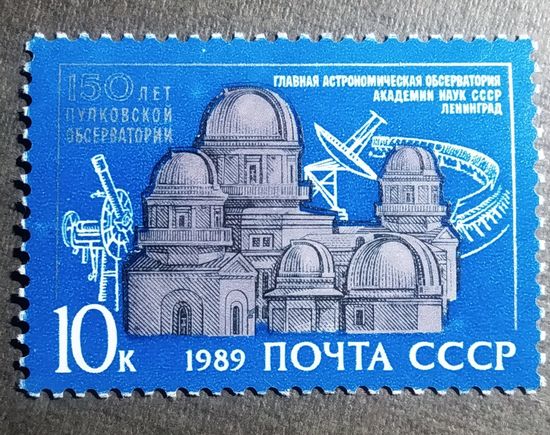 150 ЛЕТ
ПУЛКОВСКОЙ
ОБСЕРВАТОРИИ
ГЛАВНАЯ АСТРОНОМИЧЕСКАЯ ОБСЕРВАТОРИЯ
АКАДЕМИИ НАУК СССР
ЛЕНИНГРАД
10К 1989 ПОЧТА СССР